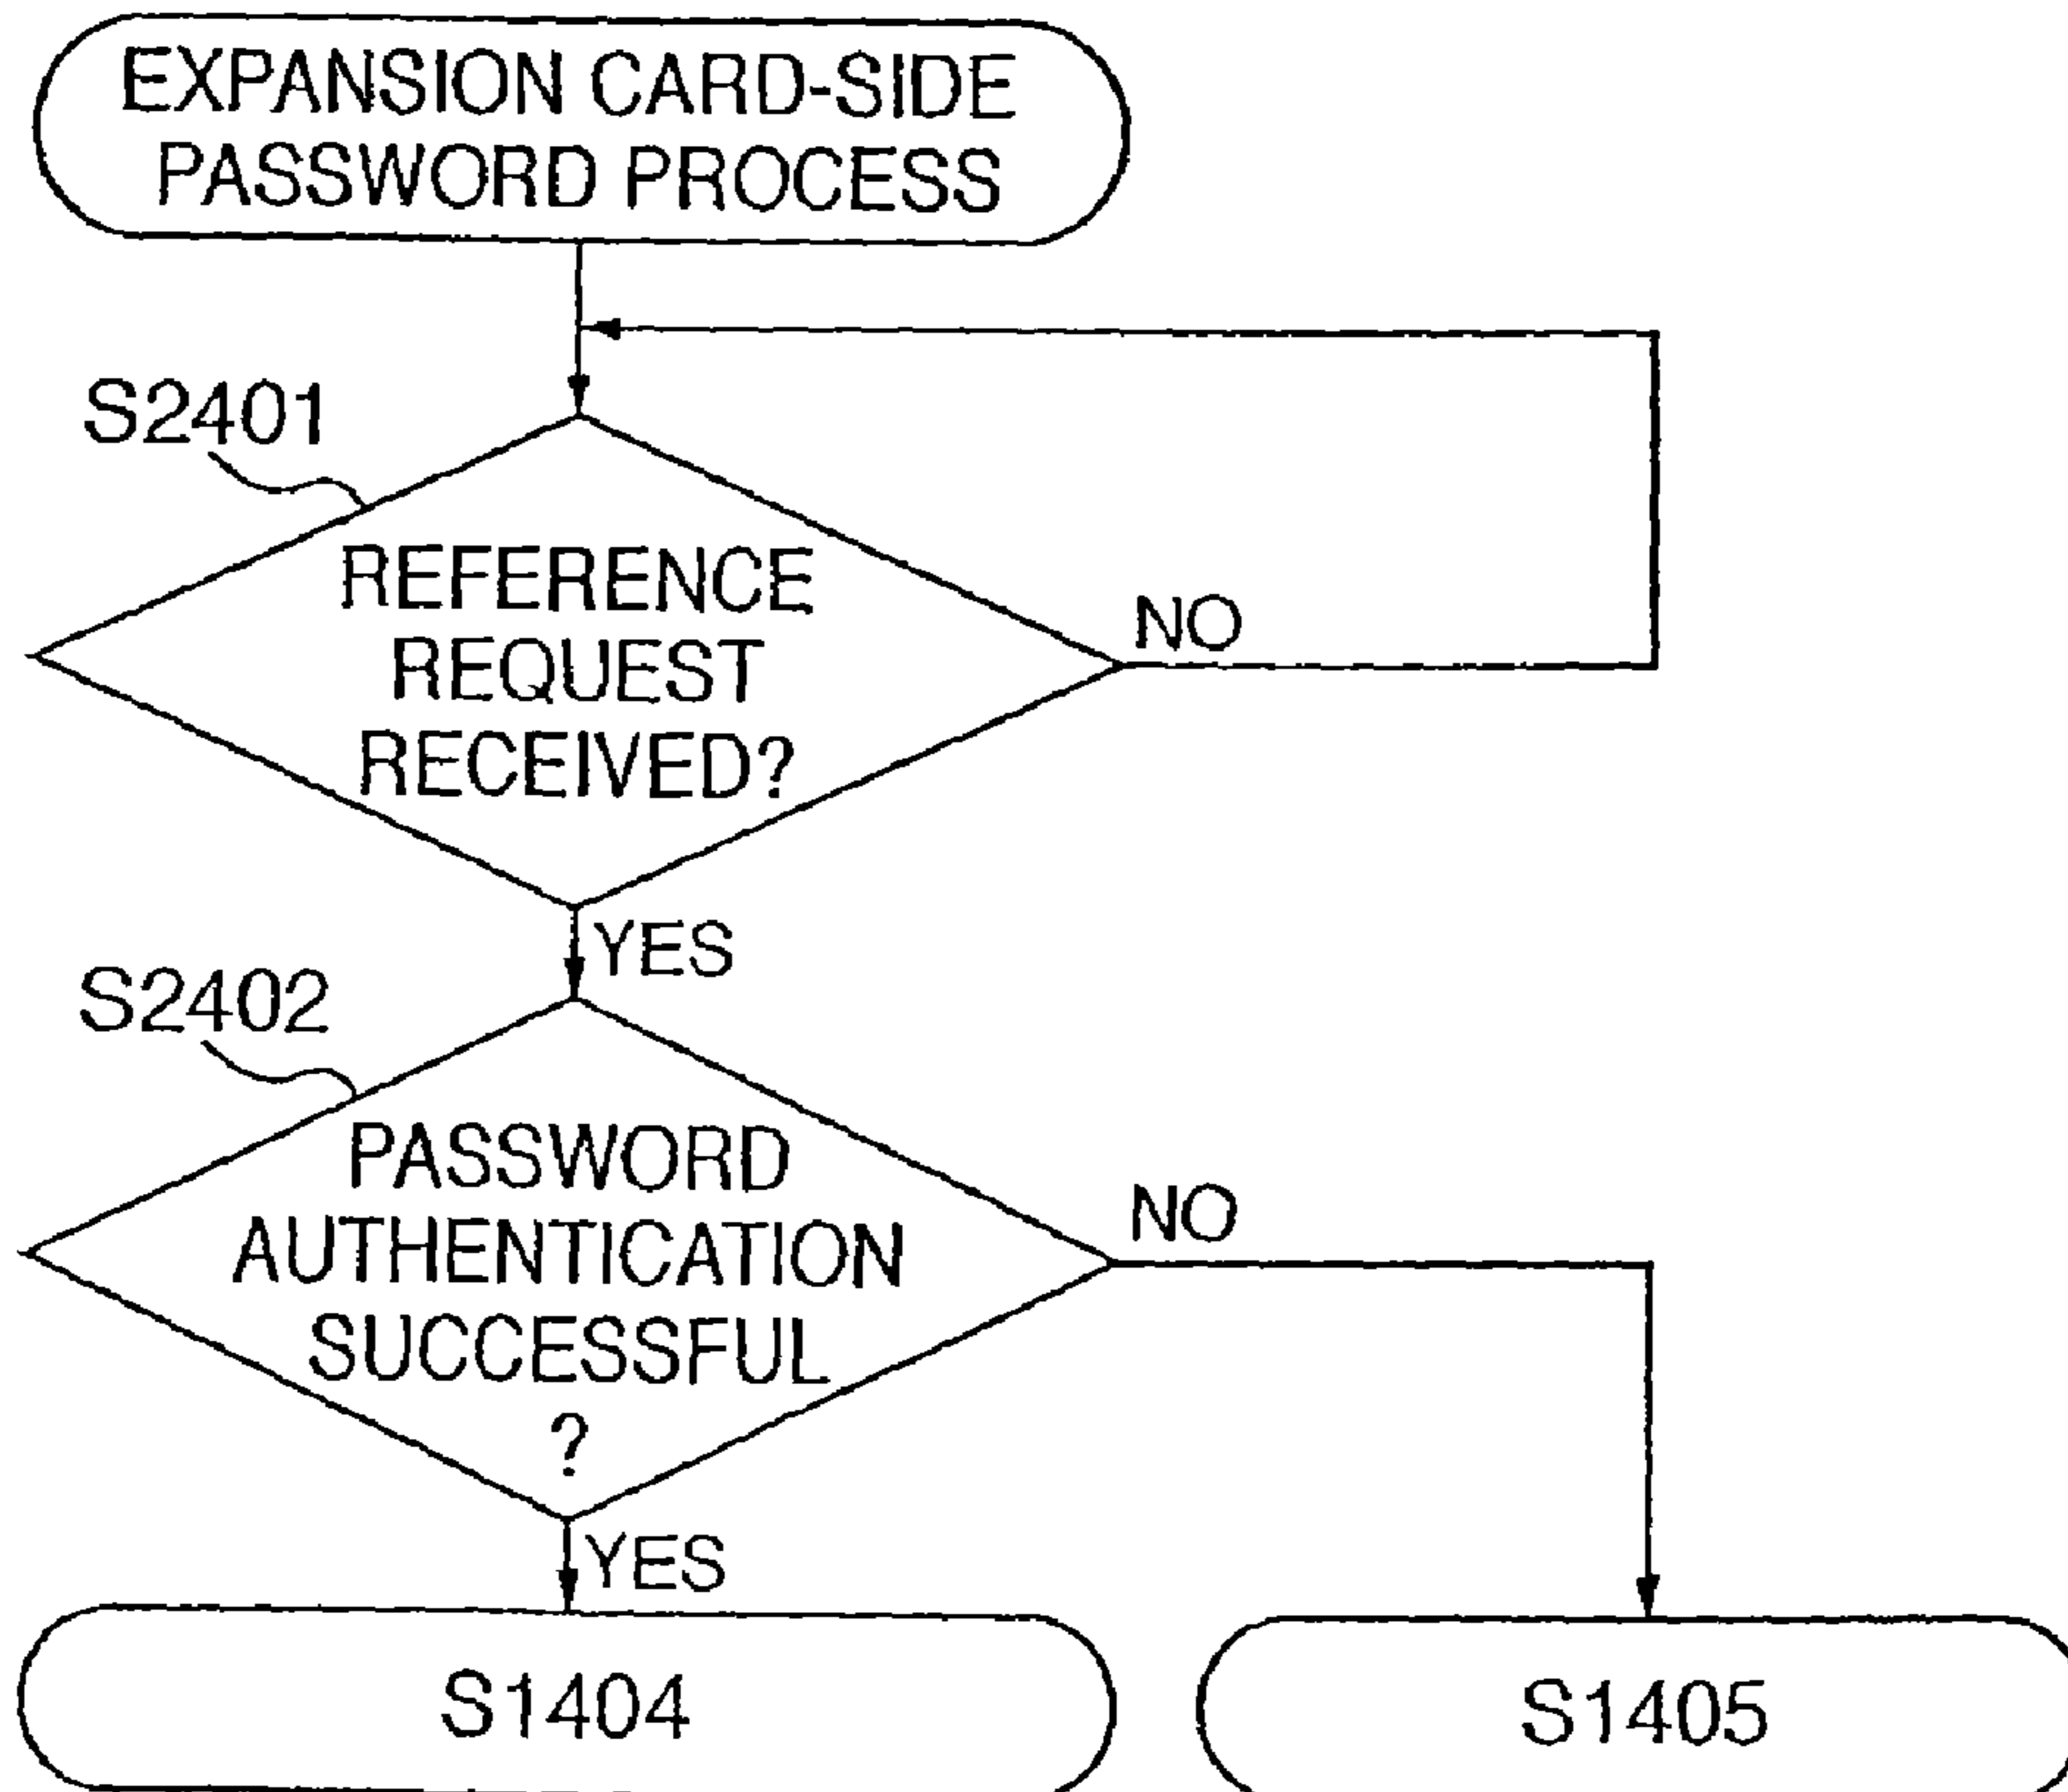 EXPANSION CARD-SIDE
PASSWORD PROCESS
S2401
REFERENCE
REQUEST
RECEIVED?
NO
YES
S2402
PASSWORD
AUTHENTICATION
SUCCESSFUL
?
NO
YES
S1404
S1405